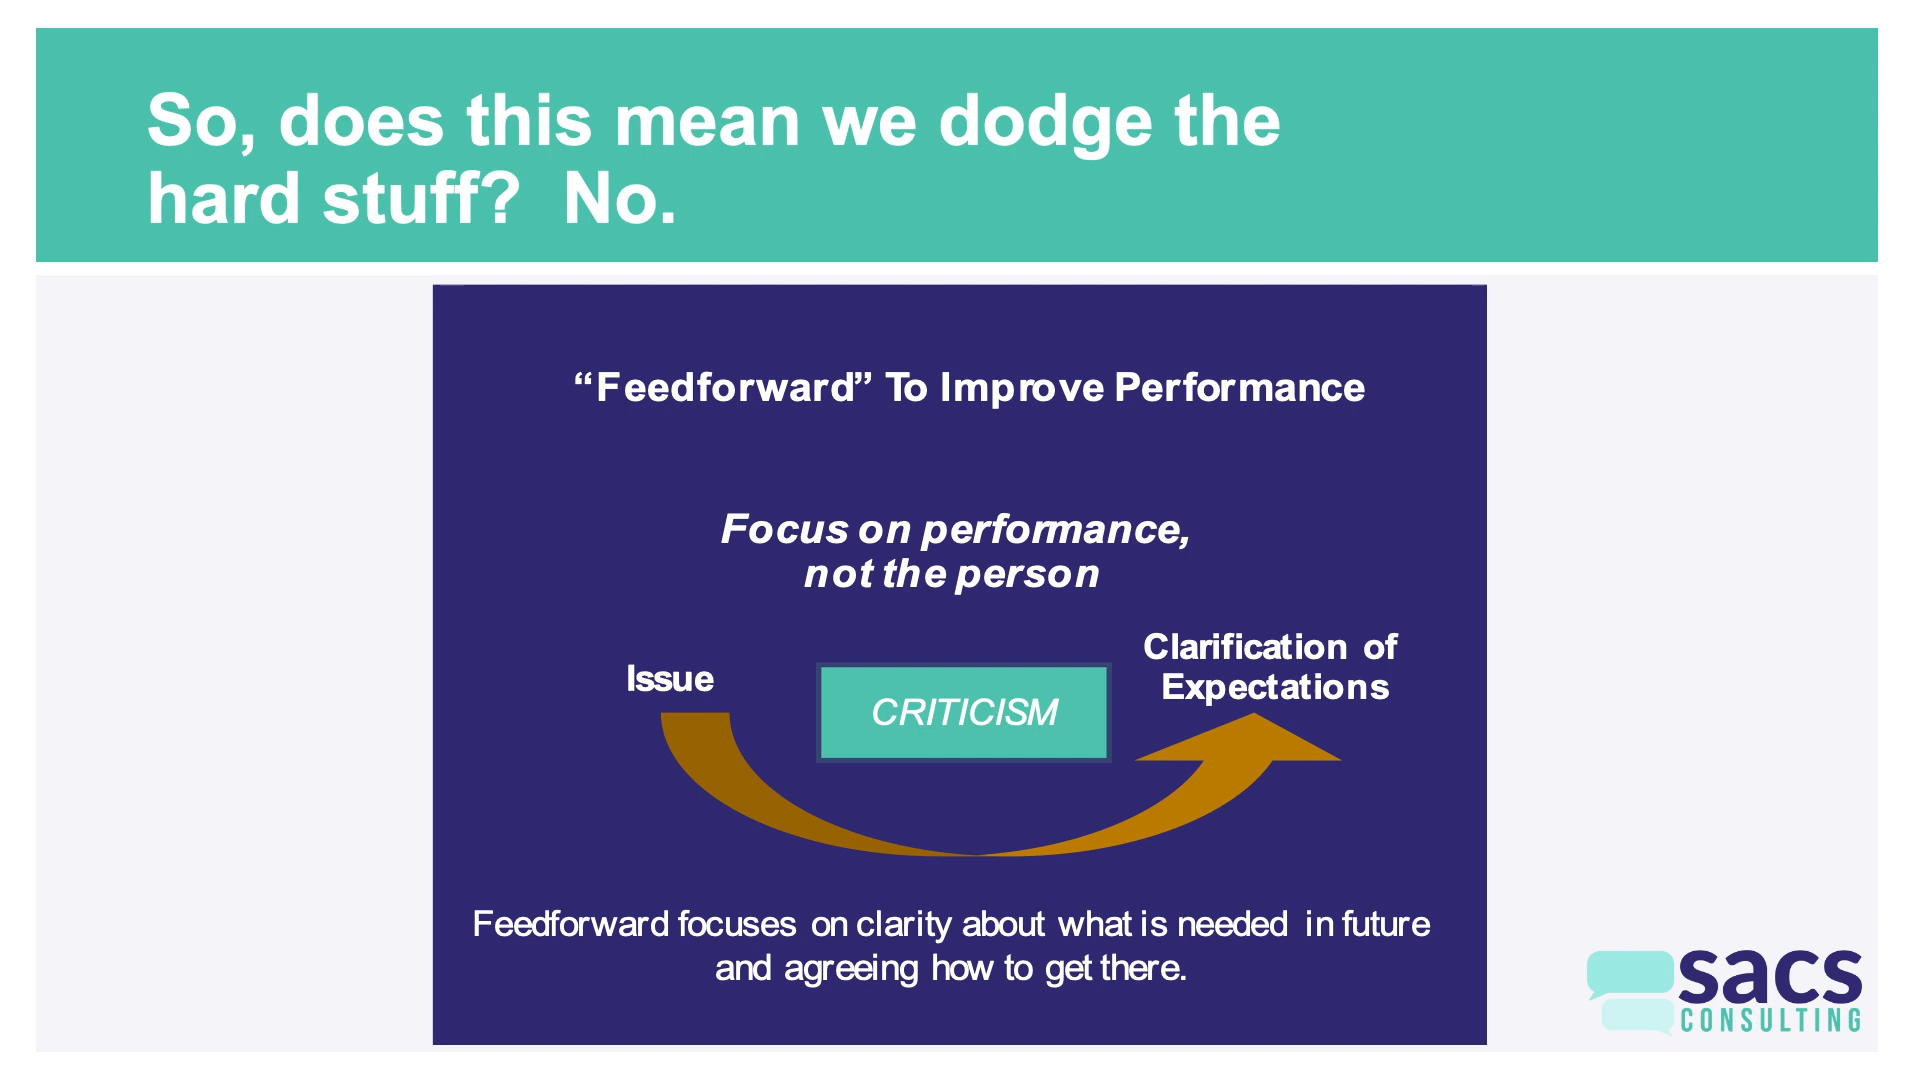 So, does this mean we dodge the
hard stuff?  No.
“Feedforward” To Improve Performance
Focus on performance,
not the person
Issue
CRITICISM
Clarification of
Expectations
Feedforward focuses on clarity about what is needed in future
and agreeing how to get there.
sacs
CONSULTING